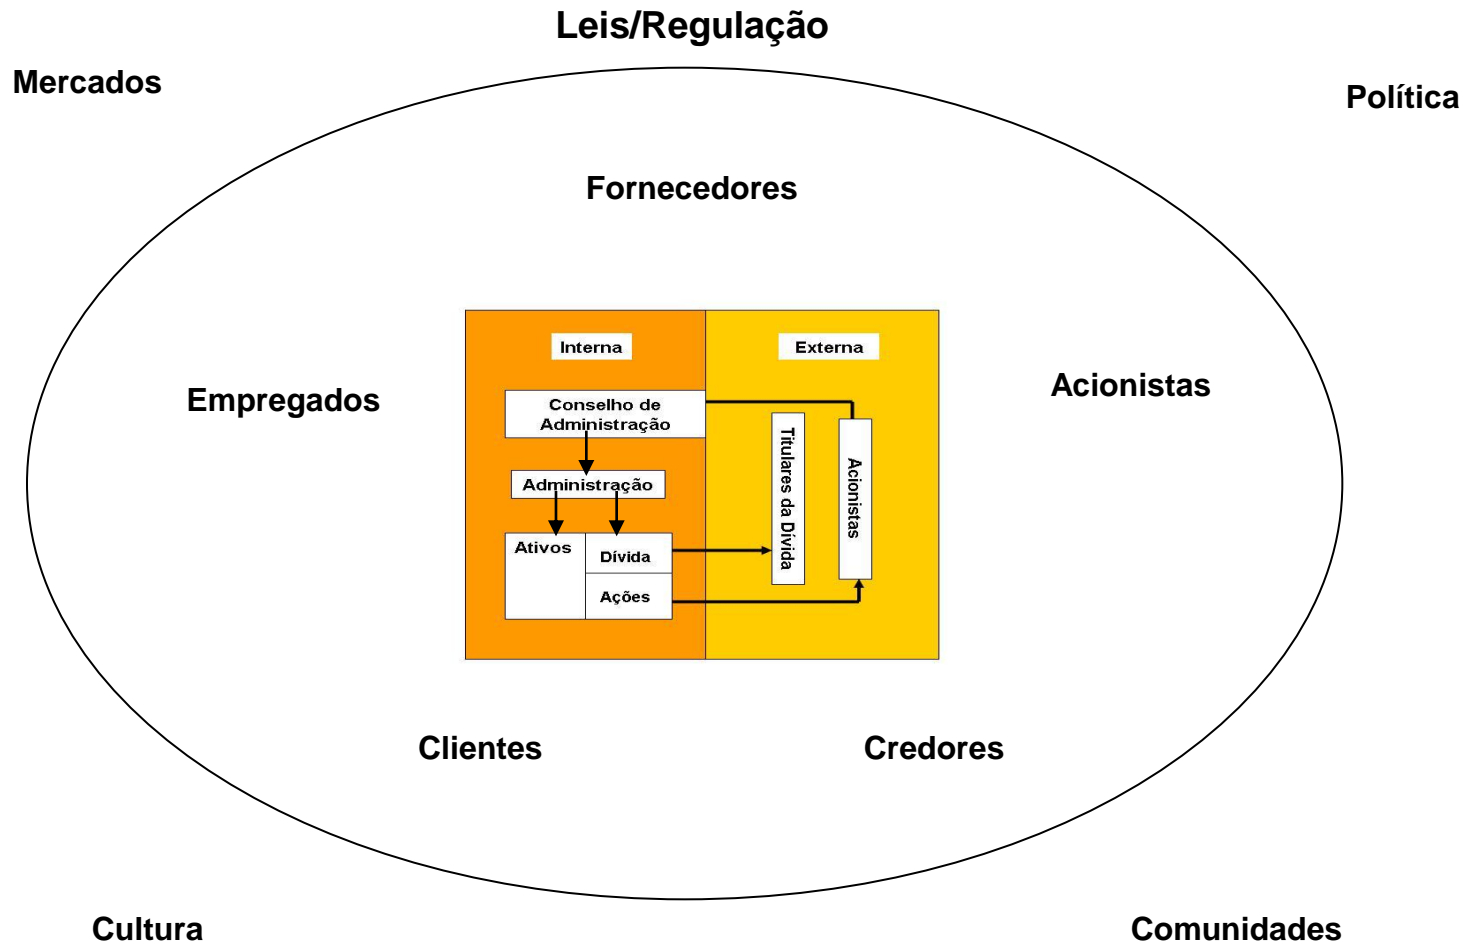 Leis/Regulação
Mercados
Política
Fornecedores
Interna
Externa
Empregados
Acionistas
Conselho de
Administração
Titulares da Dívida
Acionistas
Administração
Ativos
Dívida
Ações
Clientes
Credores
Cultura
Comunidades